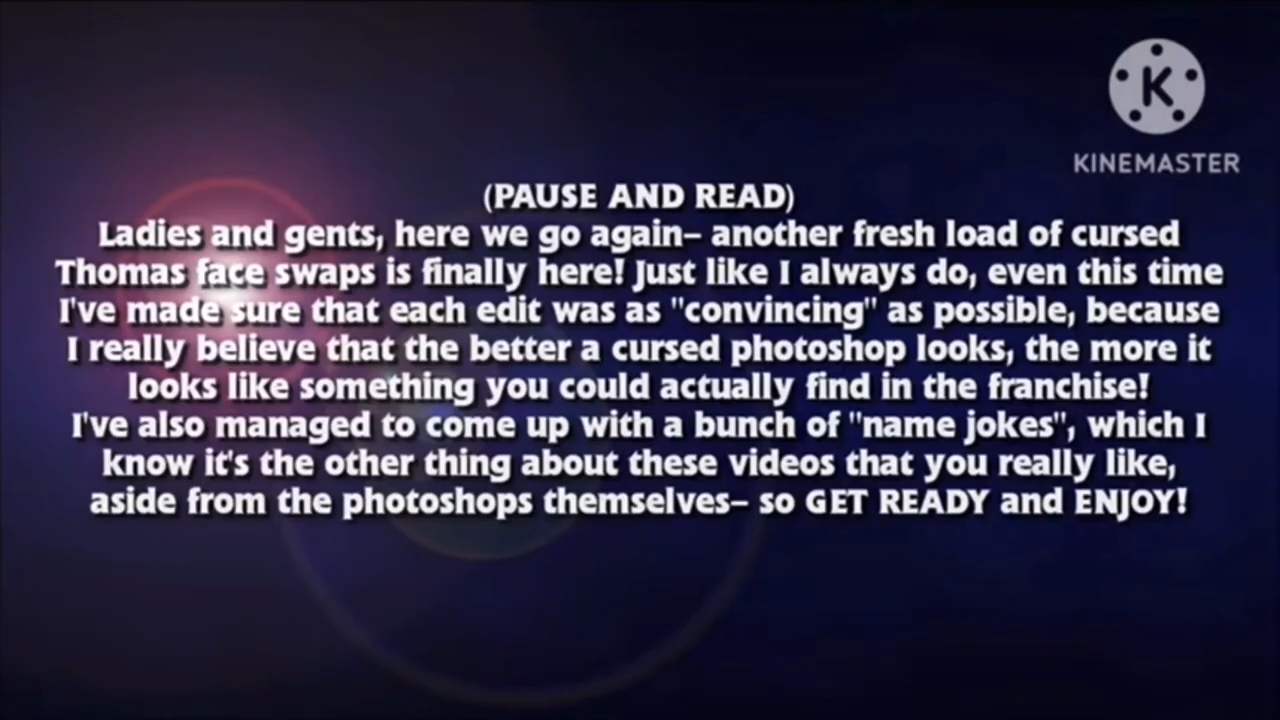 KINEMASTER
(PAUSE AND READ)
Ladies and gents, here we go again– another fresh load of cursed
Thomas face swaps is finally here! Just like I always do, even this time
I've made sure that each edit was as "convincing" as possible, because
I really believe that the better a cursed photoshop looks, the more it
looks like something you could actually find in the franchise!
I've also managed to come up with a bunch of "name jokes", which I
know it's the other thing about these videos that you really like,
aside from the photoshops themselves– so GET READY and ENJOY!